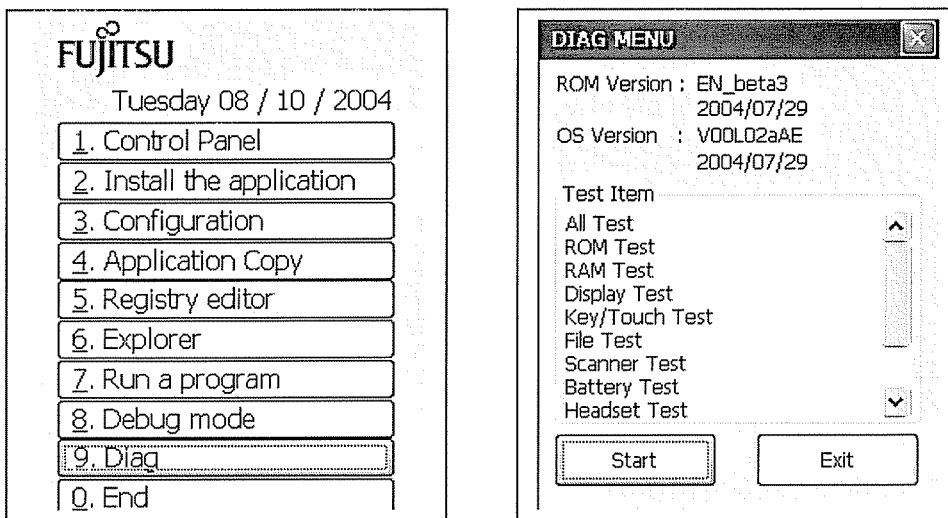 FUJITSU
Tuesday 08 / 10 / 2004
1. Control Panel
2. Install the application
3. Configuration
4. Application Copy
5. Registry editor
6. Explorer
7. Run a program
8. Debug mode
9. Diag
0. End
DIAG MENU
ROM Version : EN_beta3
2004/07/29
OS Version : V00L02aAE
2004/07/29
Test Item
All Test
ROM Test
RAM Test
Display Test
Key/Touch Test
File Test
Scanner Test
Battery Test
Headset Test
Start
Exit